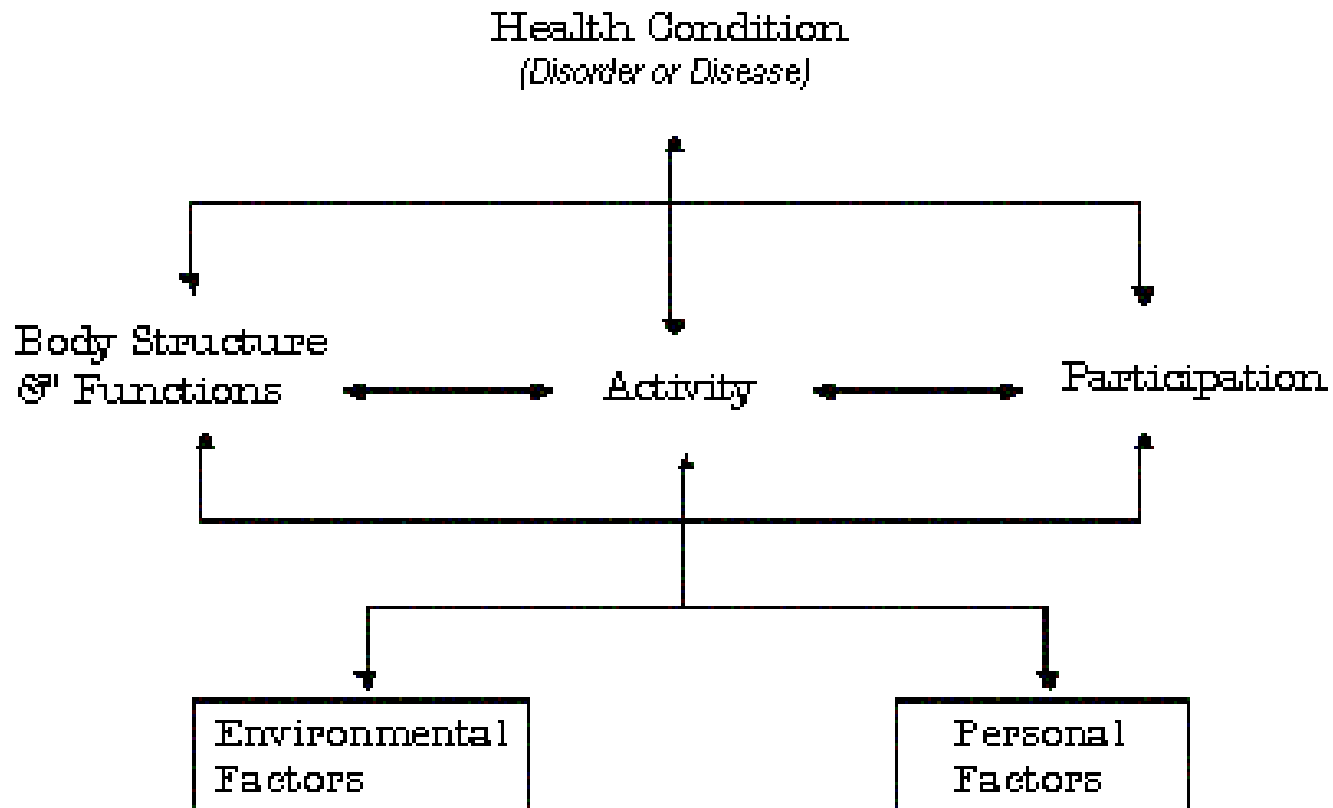 Health Condition
(Disorder or Disease)
Body Structure
& Functions
Activity
Participation
Environmental
Factors
Personal
Factors